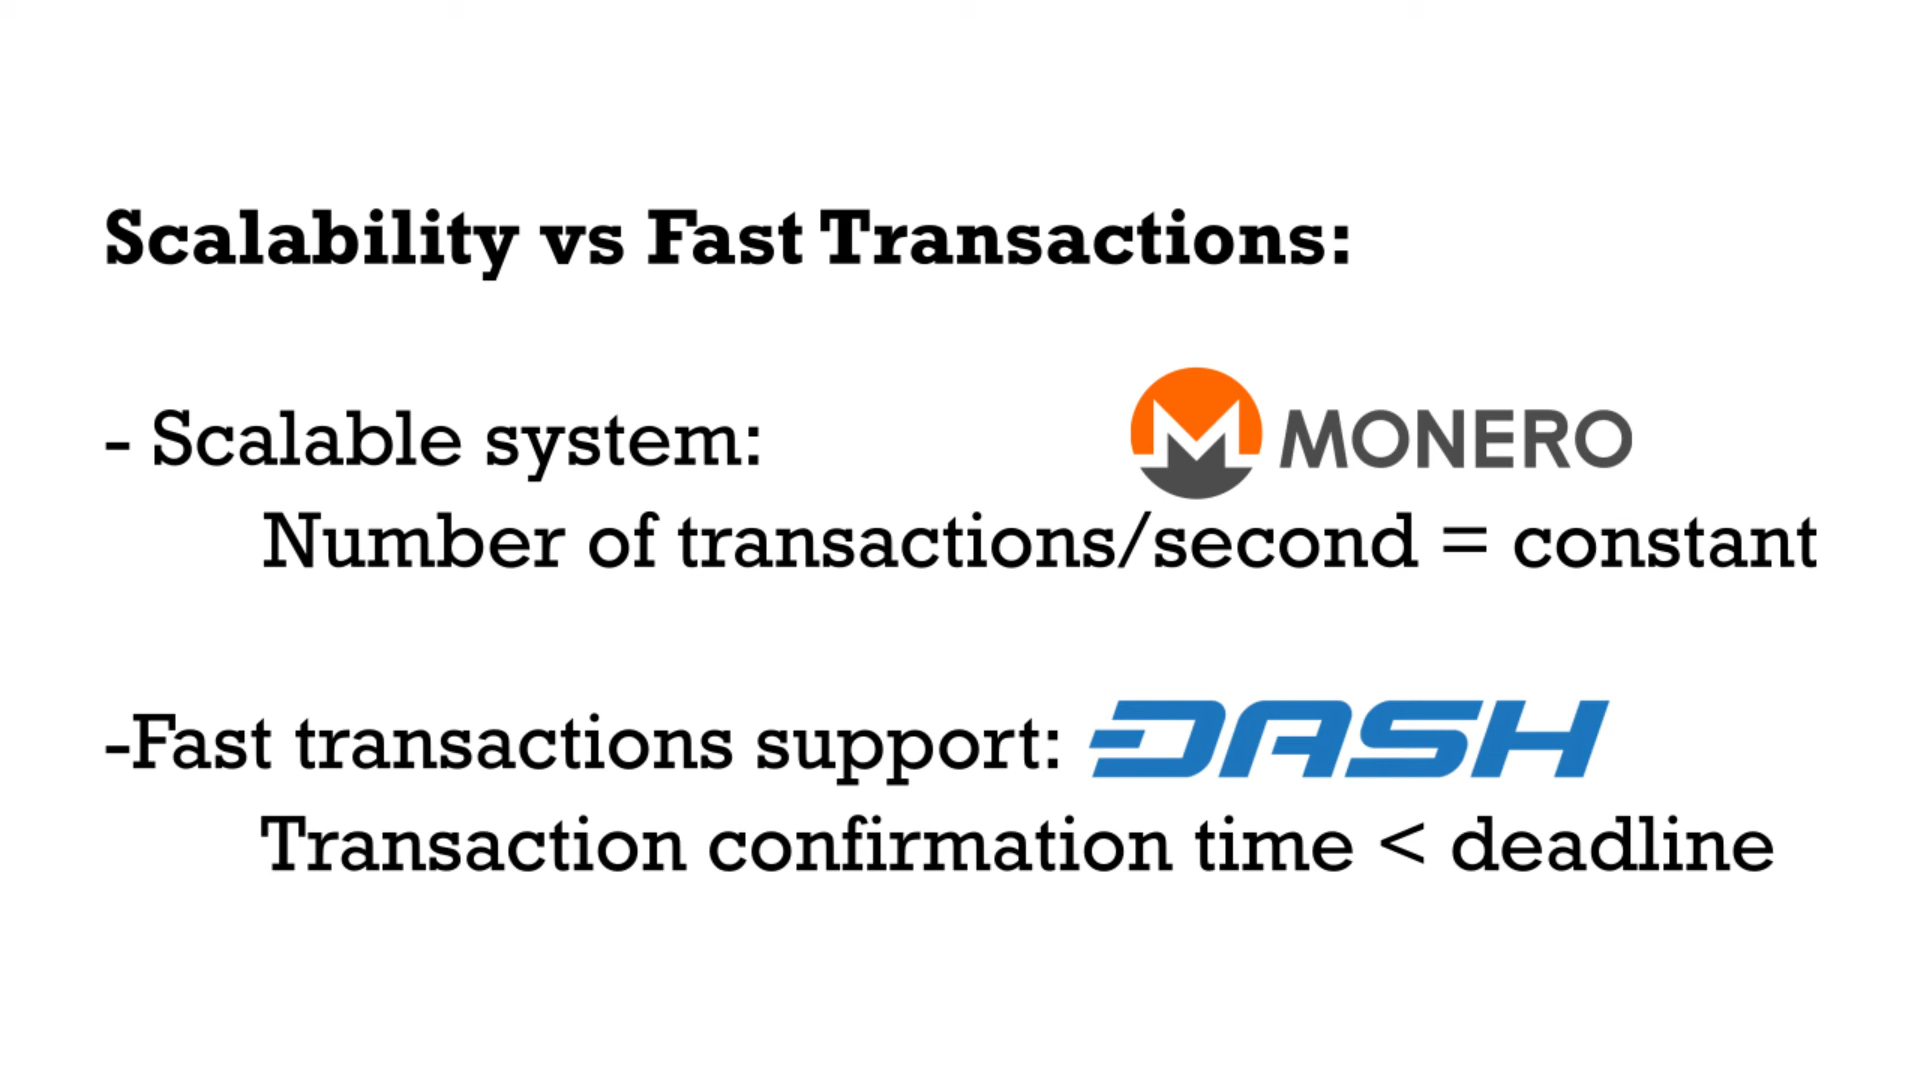 Scalability vs Fast Transactions:
- Scalable system: MONERO
Number of transactions/second = constant
-Fast transactions support: DASH
Transaction confirmation time < deadline